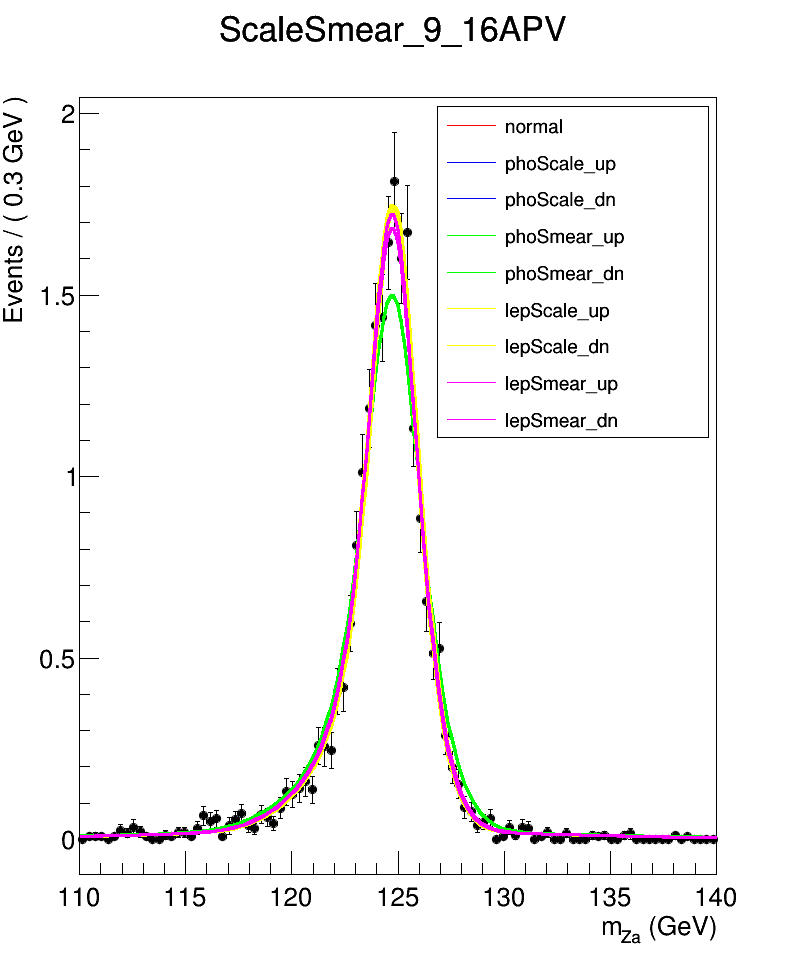 ScaleSmear_9_16APV
Events / ( 0.3 GeV )
2
1.5
1
0.5
0
normal
phoScale_up
phoScale_dn
phoSmear_up
phoSmear_dn
lepScale_up
lepScale_dn
lepSmear_up
lepSmear_dn
110 115 120 125 130 135 140
m_Za (GeV)